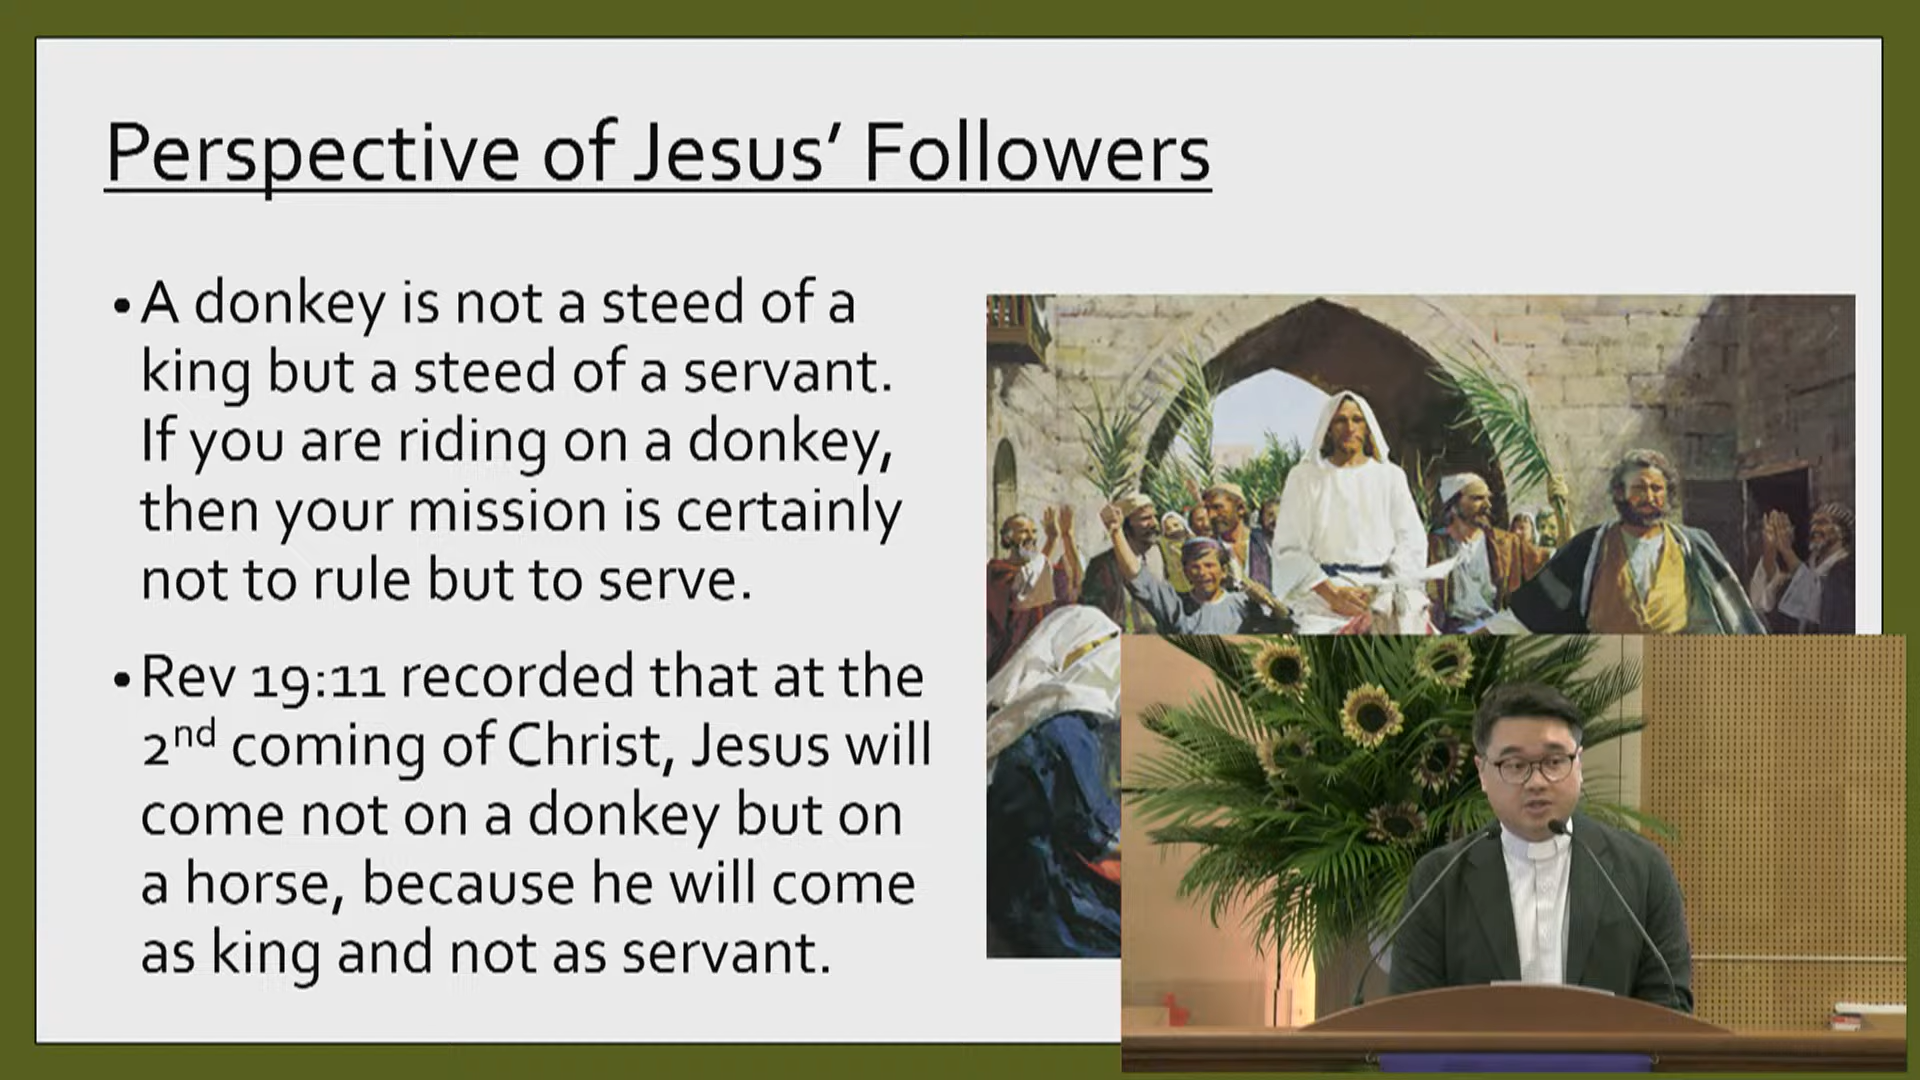 Perspective of Jesus’ Followers
• A donkey is not a steed of a
king but a steed of a servant.
If you are riding on a donkey,
then your mission is certainly
not to rule but to serve.
• Rev 19:11 recorded that at the
2nd coming of Christ, Jesus will
come not on a donkey but on
a horse, because he will come
as king and not as servant.